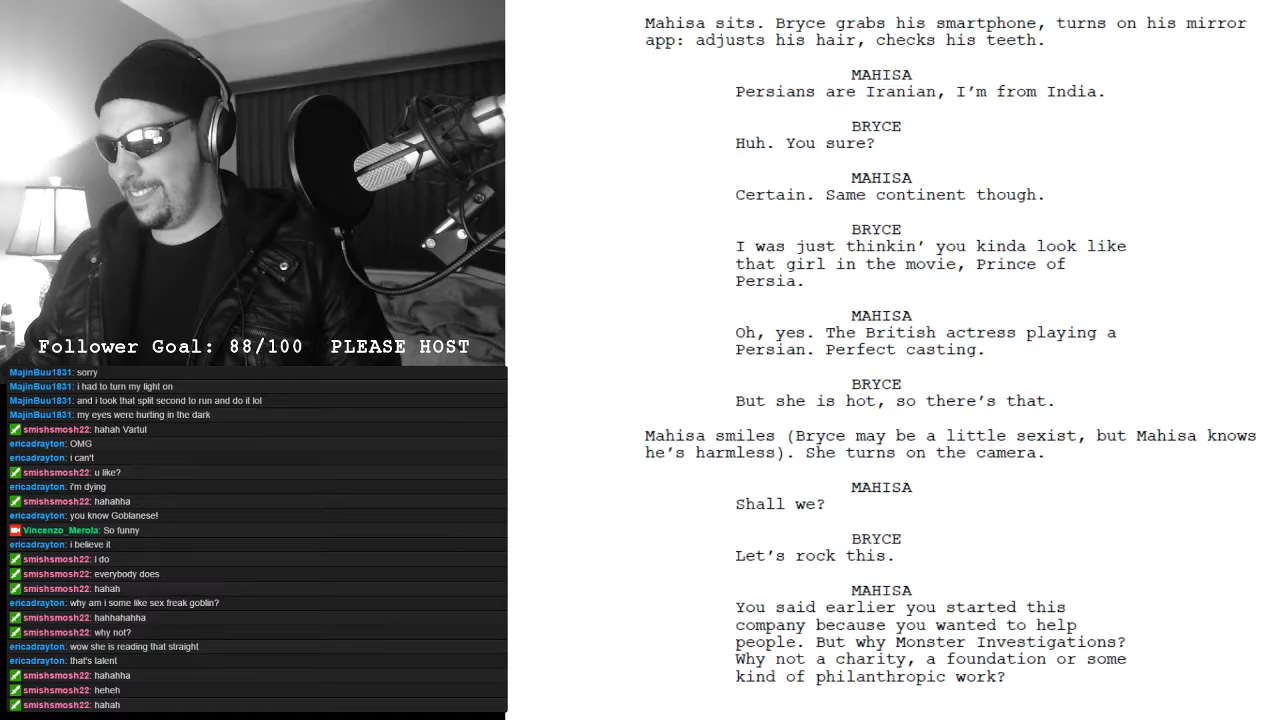 Follower Goal: 88/100 PLEASE HOST
MajinBuu1831: sorry
MajinBuu1831: i had to turn my light on
MajinBuu1831: and i took that split second to run and do it lol
MajinBuu1831: my eyes were hurting in the dark
smishsmosh22: hahah Vartul
ericadrayton: OMG
ericadrayton: i can't
smishsmosh22: u like?
ericadrayton: i'm dying
smishsmosh22: hahahha
ericadrayton: you know Goblanese!
Vincenzo_Merola: So funny
ericadrayton: i believe it
smishsmosh22: i do
smishsmosh22: everybody does
smishsmosh22: hahah
ericadrayton: why am i some like sex freak goblin?
smishsmosh22: hahhahahha
smishsmosh22: why not?
ericadrayton: wow she is reading that straight
ericadrayton: that's talent
smishsmosh22: hahahha
smishsmosh22: heheh
smishsmosh22: hahah
Mahisa sits. Bryce grabs his smartphone, turns on his mirror
app: adjusts his hair, checks his teeth.
MAHISA
Persians are Iranian, I'm from India.
BRYCE
Huh. You sure?
MAHISA
Certain. Same continent though.
BRYCE
I was just thinkin' you kinda look like
that girl in the movie, Prince of
Persia.
MAHISA
Oh, yes. The British actress playing a
Persian. Perfect casting.
BRYCE
But she is hot, so there's that.
Mahisa smiles (Bryce may be a little sexist, but Mahisa knows
he's harmless). She turns on the camera.
MAHISA
Shall we?
BRYCE
Let's rock this.
MAHISA
You said earlier you started this
company because you wanted to help
people. But why Monster Investigations?
Why not a charity, a foundation or some
kind of philanthropic work?